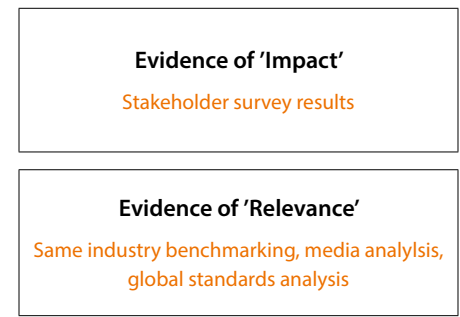 Evidence of ’Impact’
Stakeholder survey results
Evidence of ’Relevance’
Same industry benchmarking, media analylsis,
global standards analysis